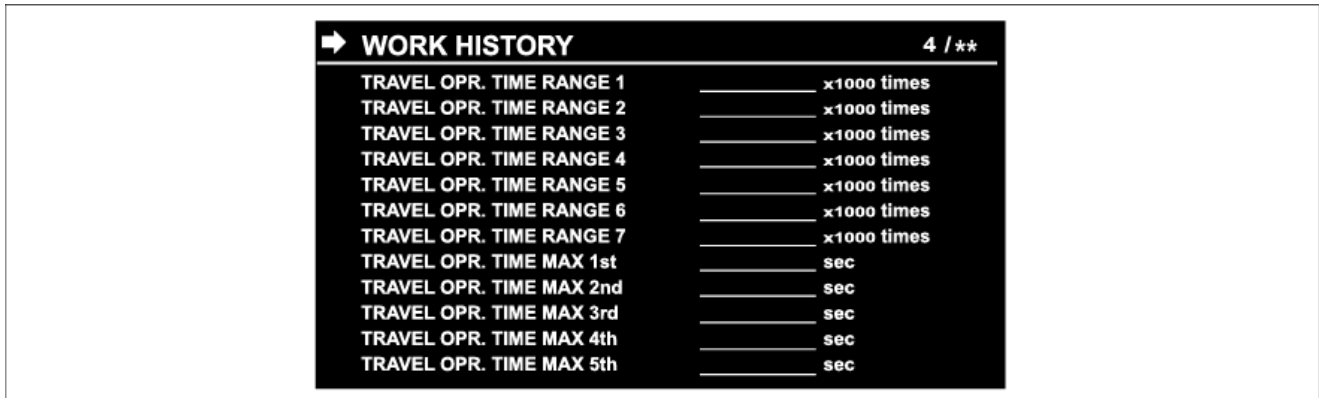 WORK HISTORY 4 / **
TRAVEL OPR. TIME RANGE 1 x1000 times
TRAVEL OPR. TIME RANGE 2 x1000 times
TRAVEL OPR. TIME RANGE 3 x1000 times
TRAVEL OPR. TIME RANGE 4 x1000 times
TRAVEL OPR. TIME RANGE 5 x1000 times
TRAVEL OPR. TIME RANGE 6 x1000 times
TRAVEL OPR. TIME RANGE 7 x1000 times
TRAVEL OPR. TIME MAX 1st sec
TRAVEL OPR. TIME MAX 2nd sec
TRAVEL OPR. TIME MAX 3rd sec
TRAVEL OPR. TIME MAX 4th sec
TRAVEL OPR. TIME MAX 5th sec